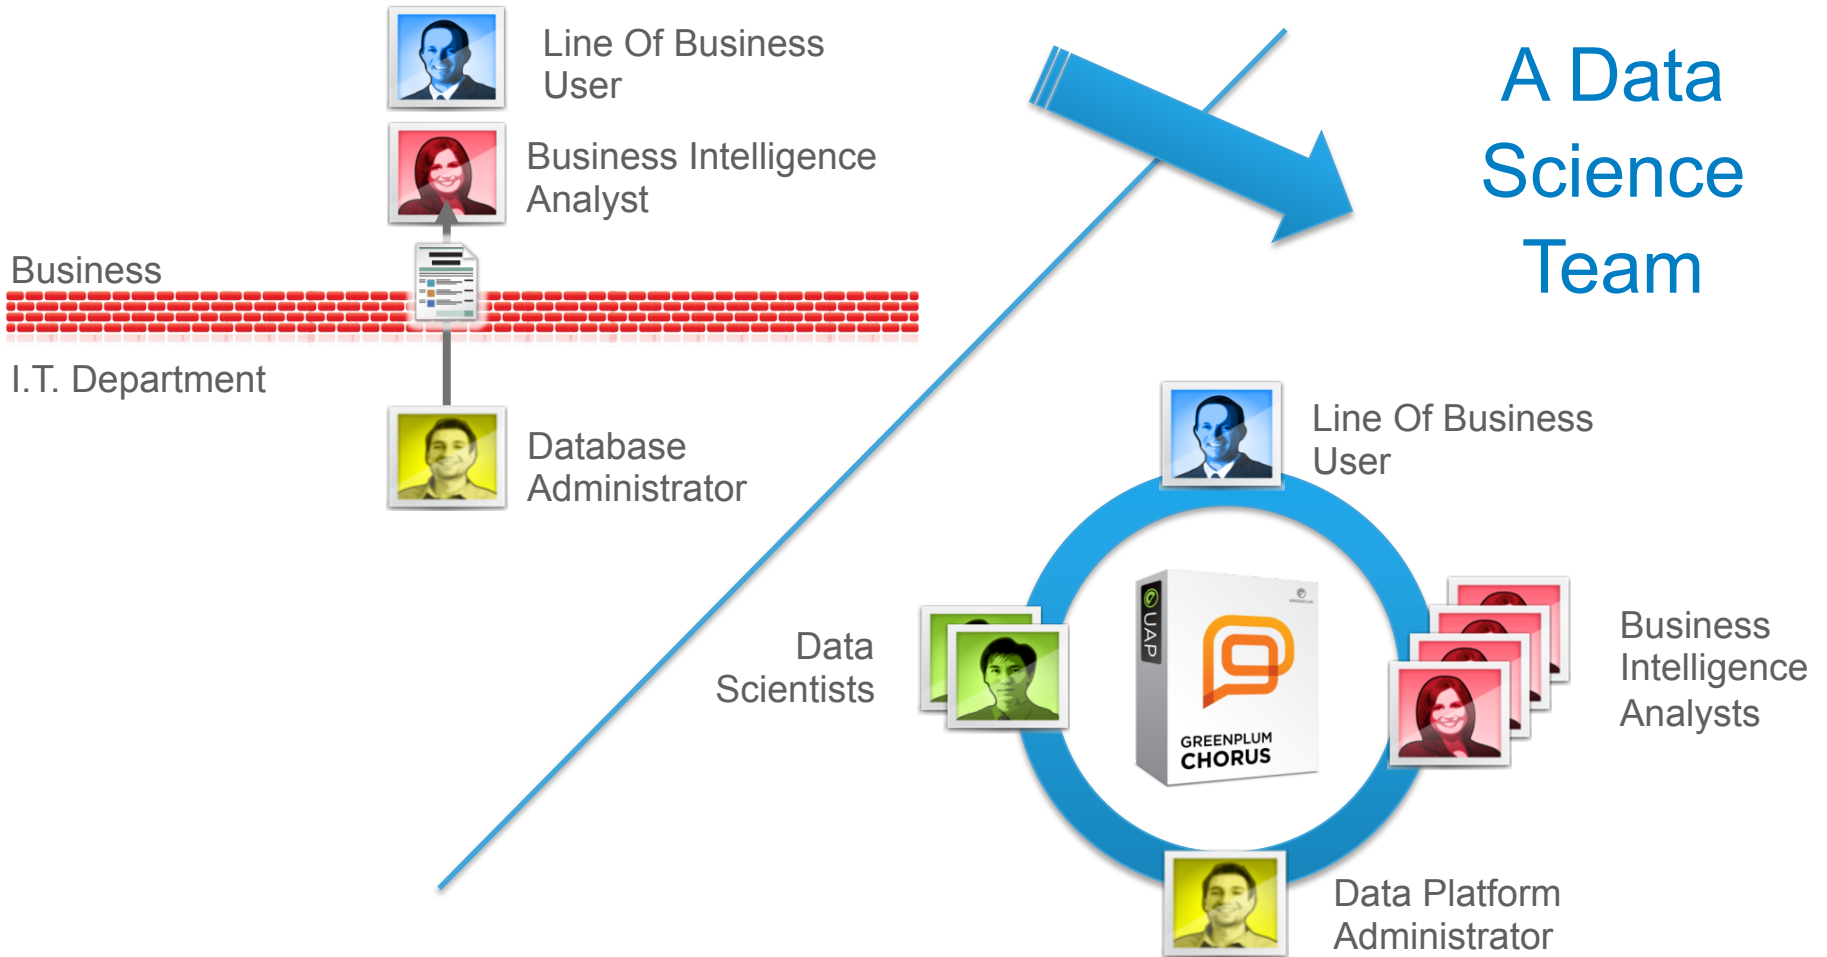 Line Of Business
User
Business Intelligence
Analyst
Business
I.T. Department
Database
Administrator
A Data
Science
Team
Line Of Business
User
Data
Scientists
UAP
GREENPLUM
GREENPLUM
CHORUS
Business
Intelligence
Analysts
Data Platform
Administrator